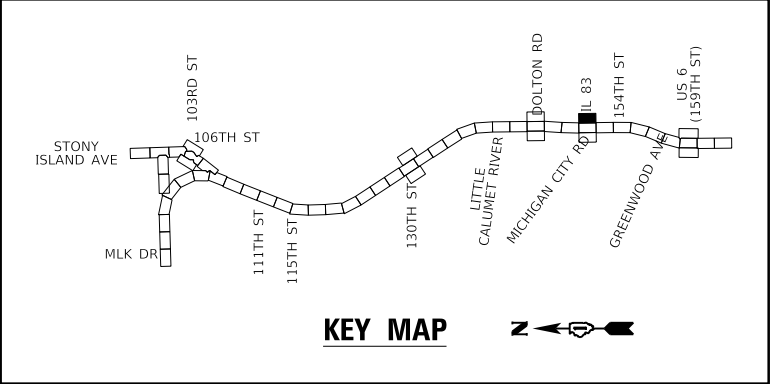 103RD ST
106TH ST
STONY
ISLAND AVE
MLK DR
111TH ST
115TH ST
130TH ST
LITTLE
CALUMET RIVER
DOLTON RD
MICHIGAN CITY RD
IL 83
154TH ST
GREENWOOD AVE
US 6
(159TH ST)
KEY MAP
N